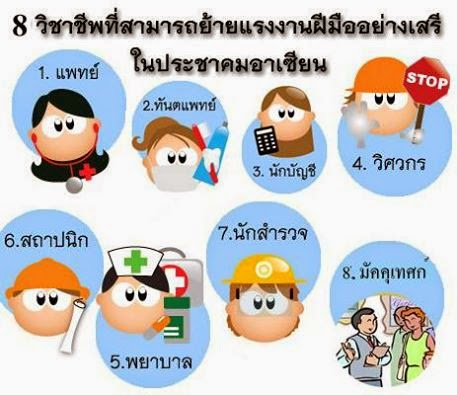 8 วิชาชีพที่สามารถย้ายแรงงานฝีมืออย่างเสรี
ในประชาคมอาเซียน
1. แพทย์
2.ทันตแพทย์
3. นักบัญชี
STOP
4. วิศวกร
6.สถาปนิก
5.พยาบาล
7.นักสำรวจ
8. มัคคุเทศก์